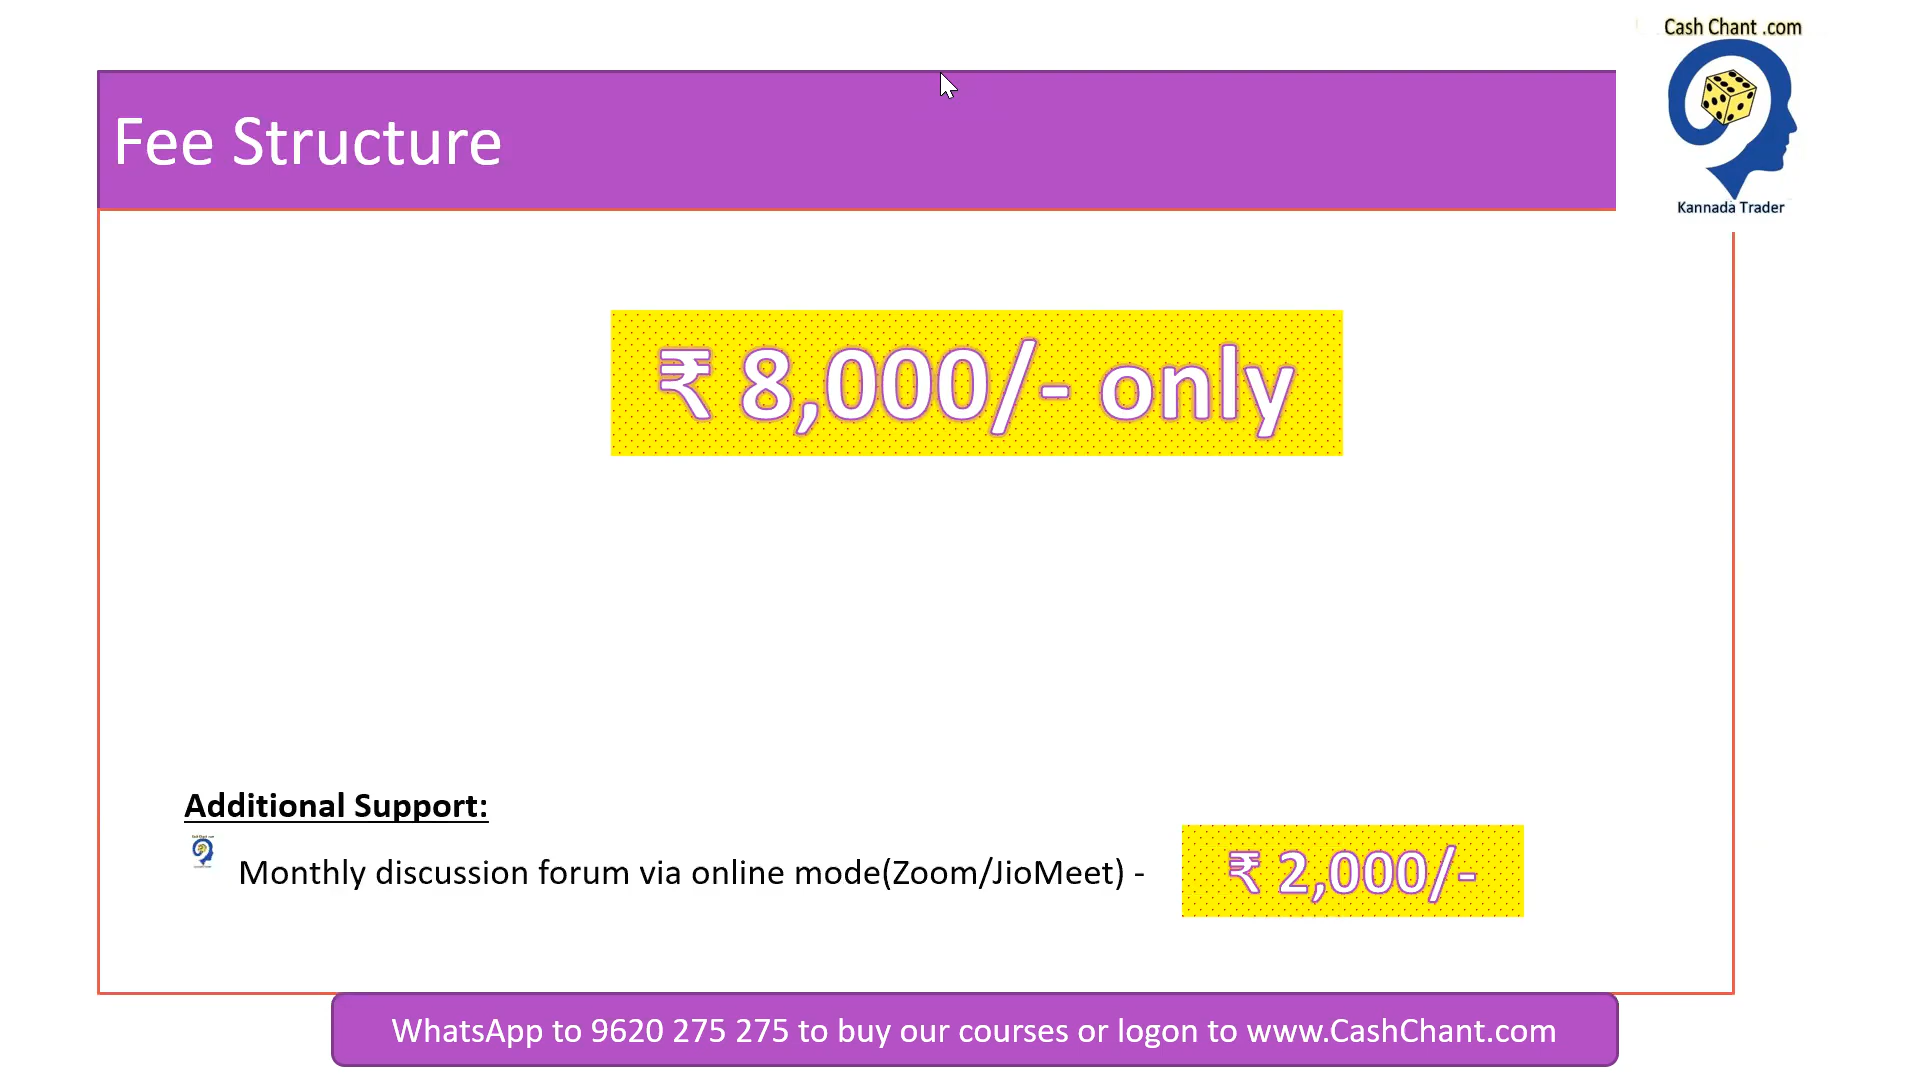 Cash Chant .com
Fee Structure
Kannada Trader
₹ 8,000/- only
Additional Support:
Monthly discussion forum via online mode(Zoom/JioMeet) -
₹ 2,000/-
WhatsApp to 9620 275 275 to buy our courses or logon to www.CashChant.com